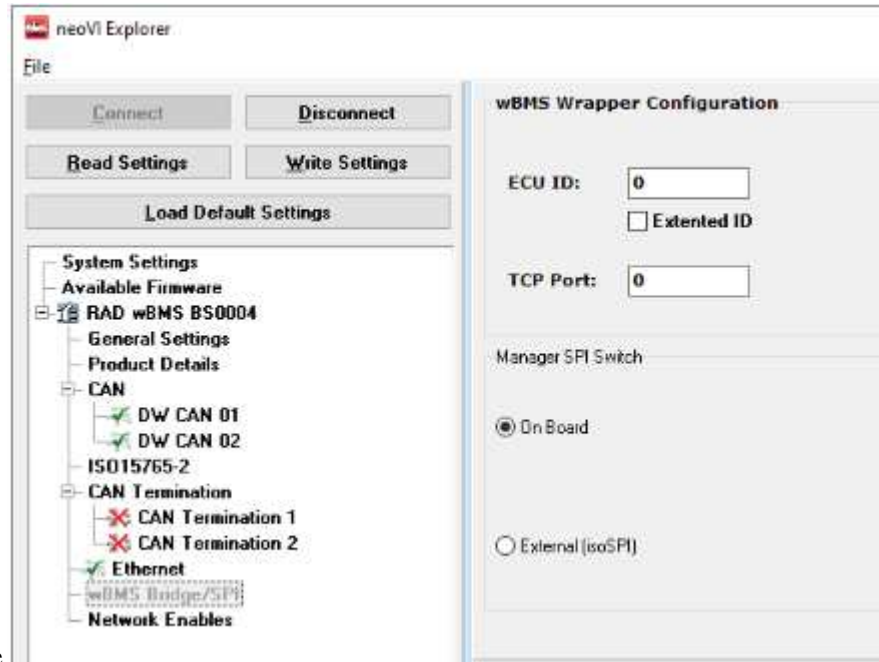 neoVI Explorer
File
Connect
Disconnect
Read Settings
Write Settings
Load Default Settings
System Settings
Available Firmware
RAD wBMS BS0004
General Settings
Product Details
CAN
DW CAN 01
DW CAN 02
ISO15765-2
CAN Termination
CAN Termination 1
CAN Termination 2
Ethernet
wBMS Bridge/SPI
Network Enables
wBMS Wrapper Configuration
ECU ID: 0
Extented ID
TCP Port: 0
Manager SPI Switch
On Board
External (isoSPI)